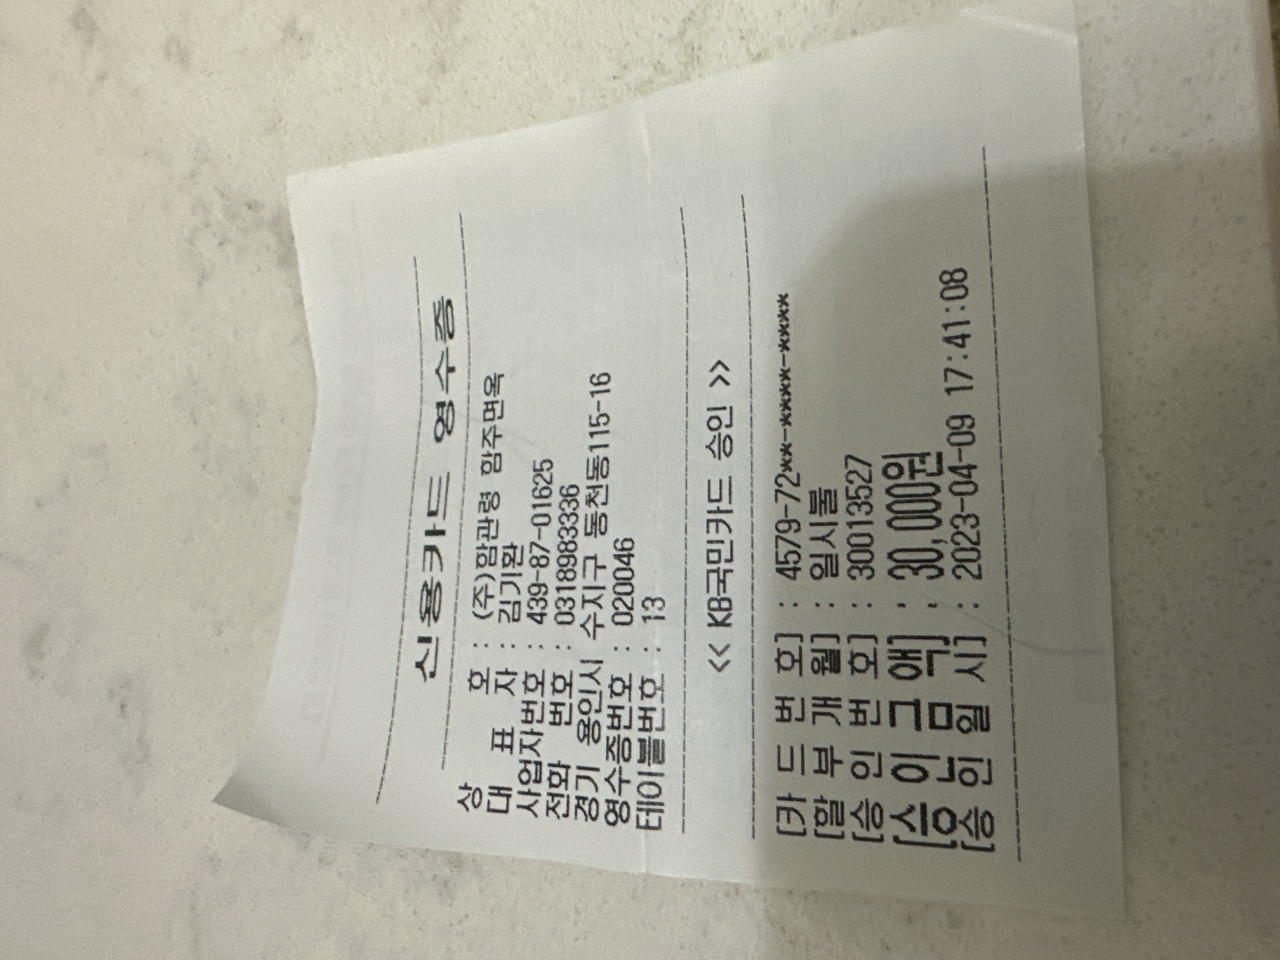 신용카드 영수증
상 호 : (주)함관령 함주면옥
대 표 자 : 김기환
사업자번호 : 439-87-01625
전화 번호 : 0318983336
경기 용인시 수지구 동천동115-16
영수증번호 : 020046
테이블번호 : 13
<< KB국민카드 승인 >>
[카 드 번 호] : 4579-72**-****-****
[할 부 개 월] : 일시불
[승 인 번 호] : 30013527
[승인금액] : 30,000원
[승 인 일 시] : 2023-04-09 17:41:08